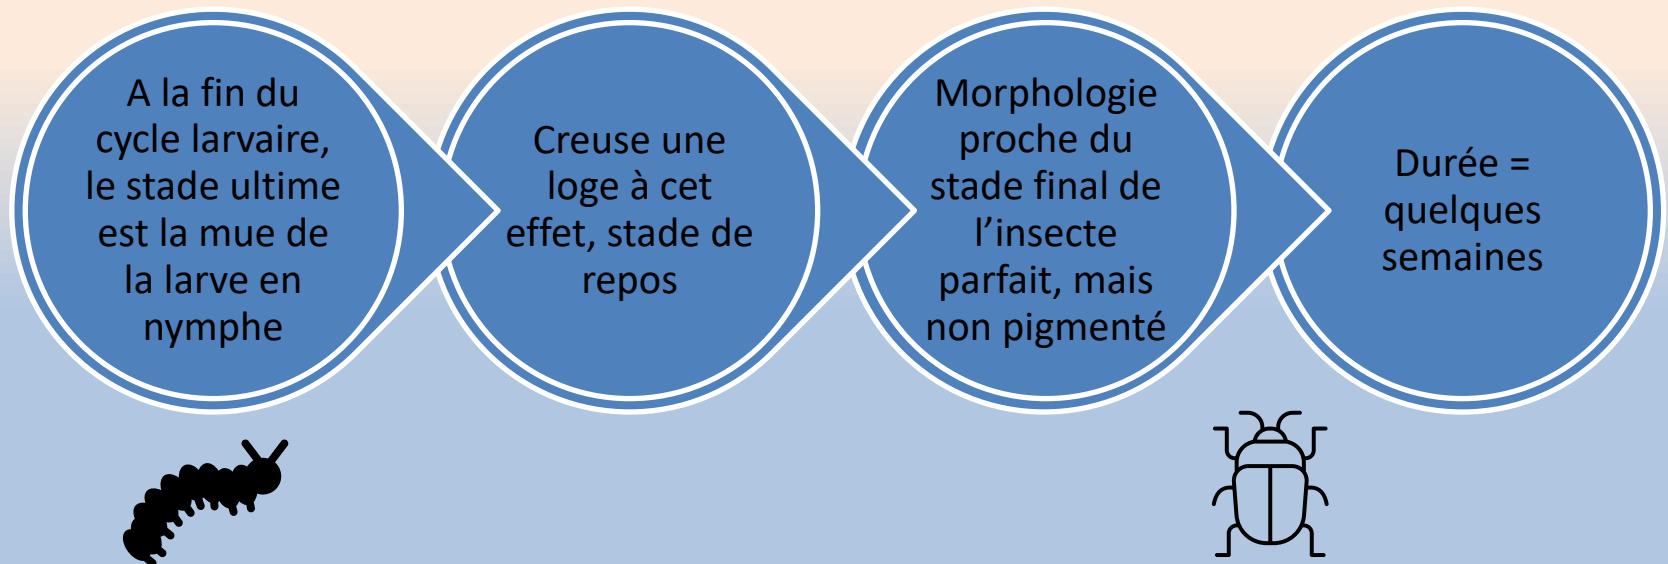 A la fin du
cycle larvaire,
le stade ultime
est la mue de
la larve en
nymphe
Creuse une
loge à cet
effet, stade de
repos
Morphologie
proche du
stade final de
l’insecte
parfait, mais
non pigmenté
Durée =
quelques
semaines